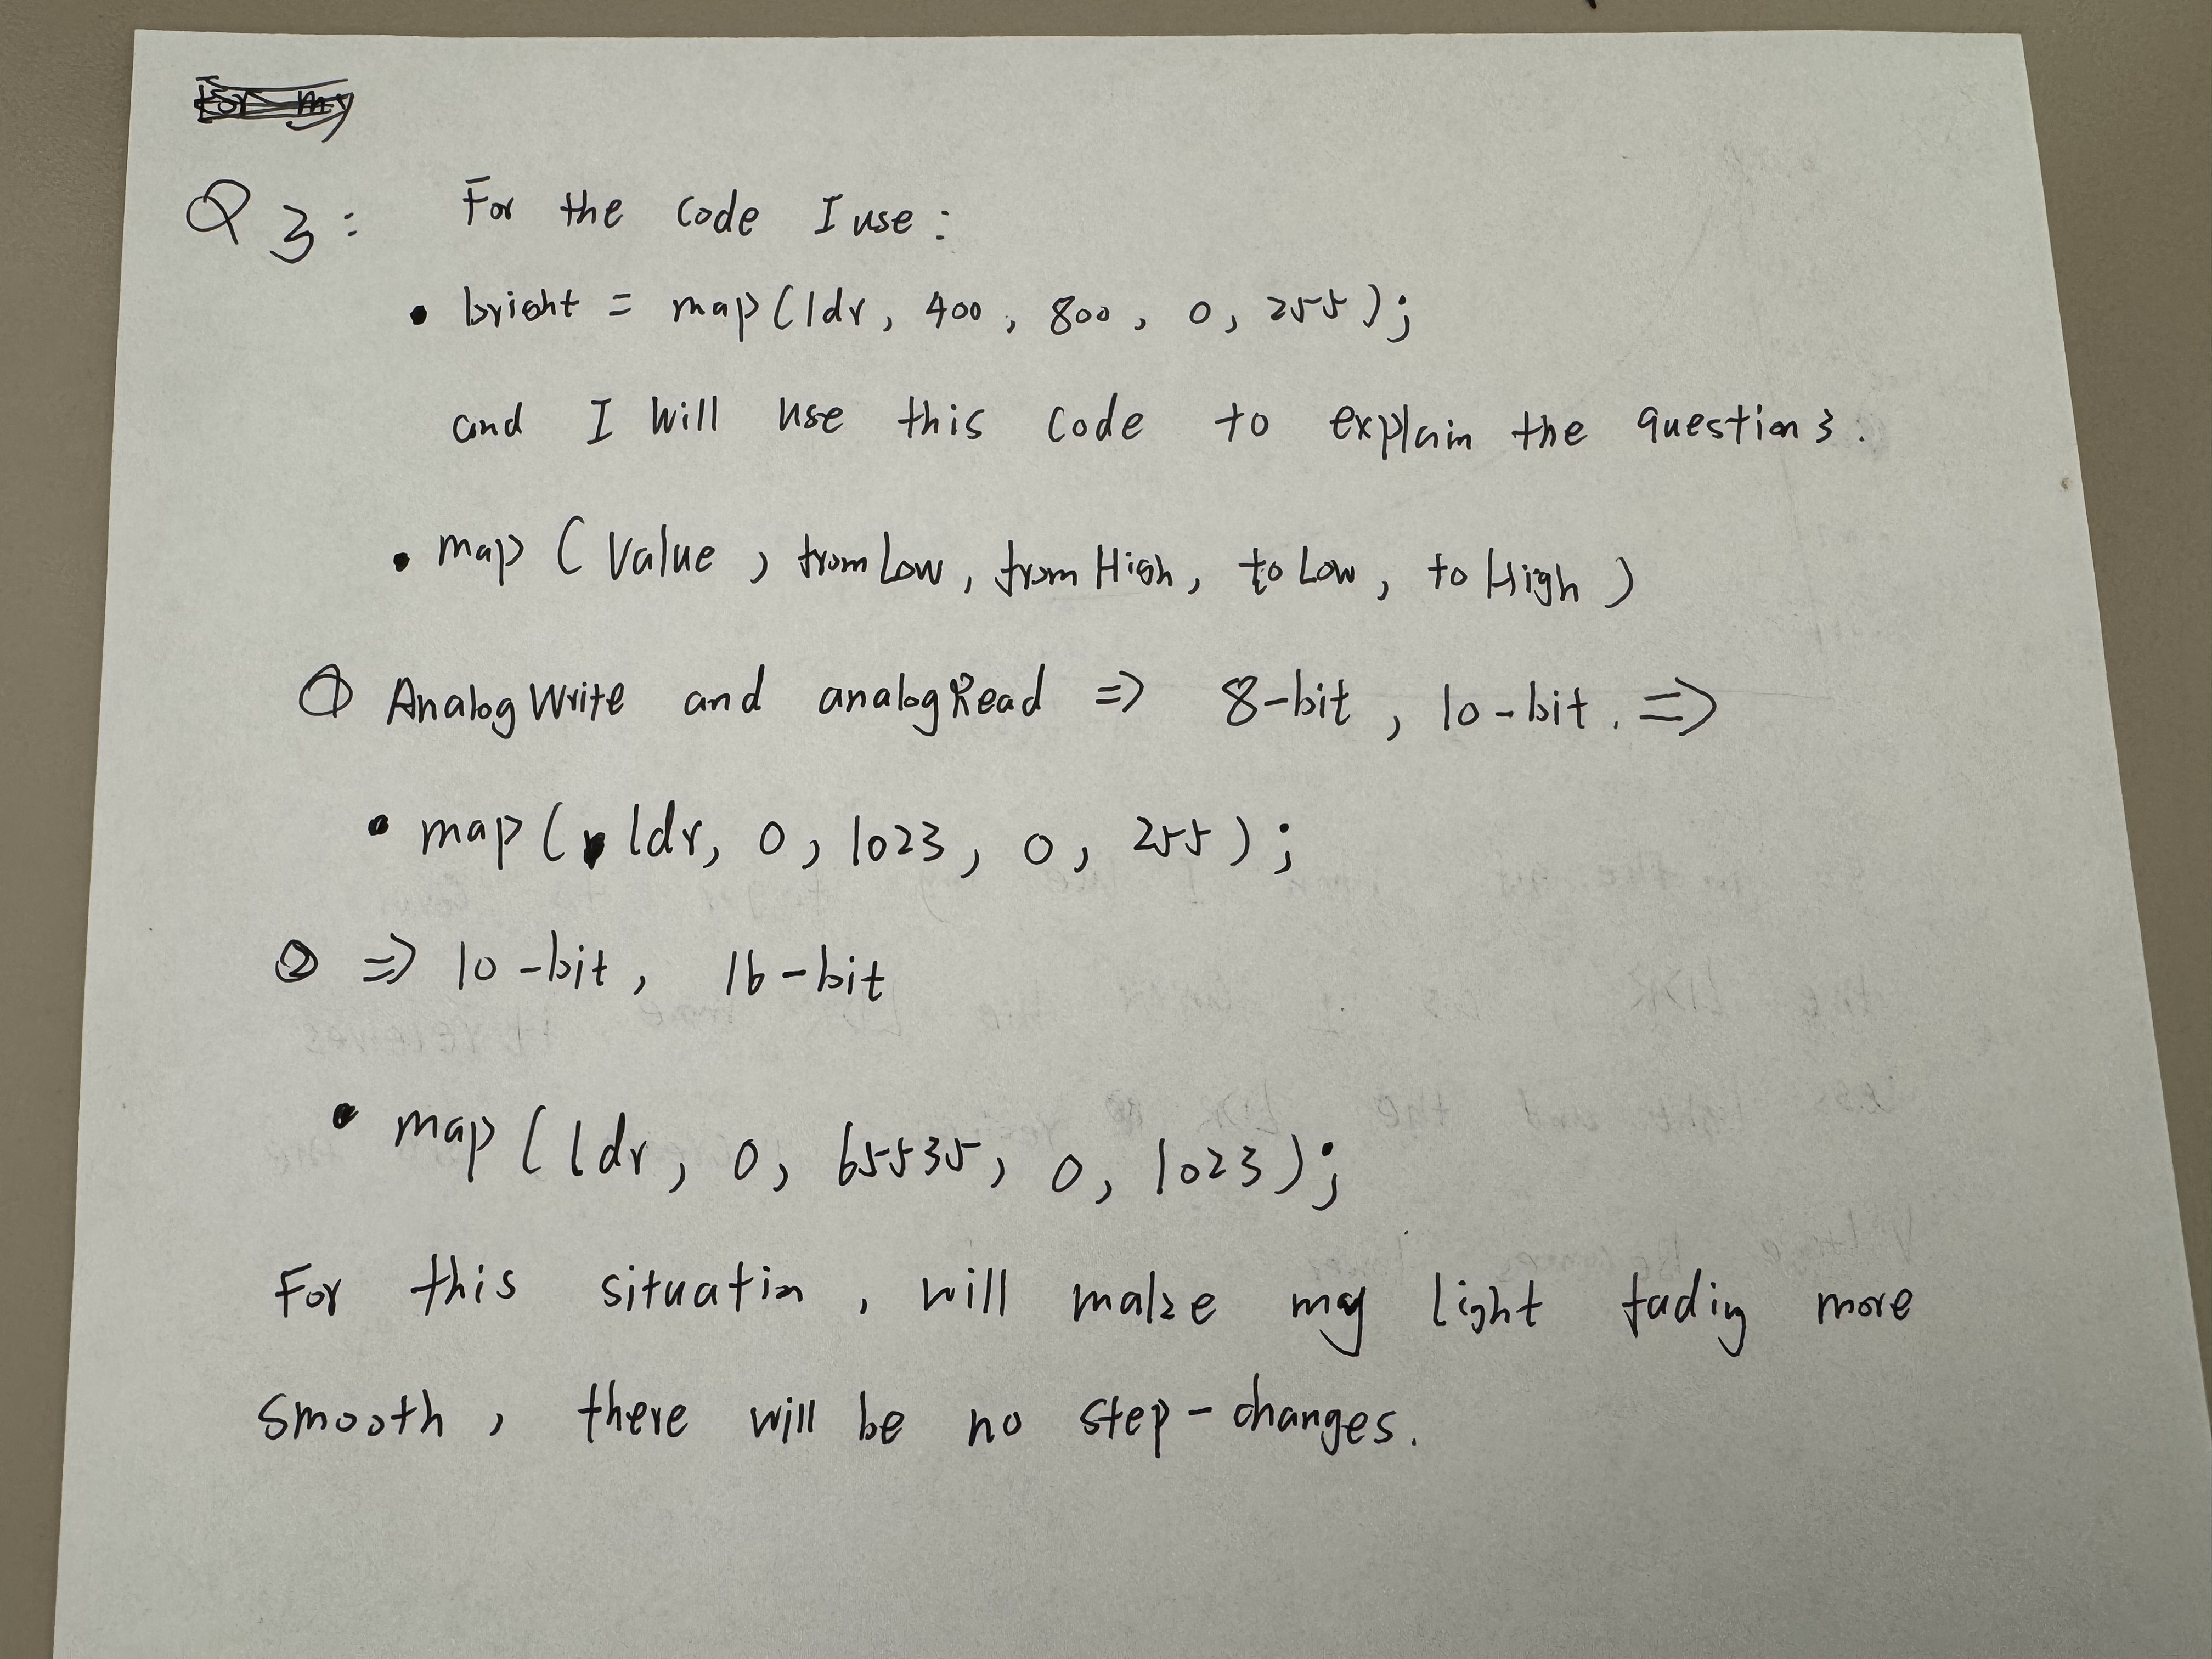 For my
Q3: For the code I use:
• bright = map(ldr, 400, 800, 0, 255);
and I will use this code to explain the question 3.
• map (value, fromLow, fromHigh, toLow, toHigh)
① AnalogWrite and analogRead => 8-bit, 10-bit. =>
• map( ldr, 0, 1023, 0, 255);
② => 10-bit, 16-bit
• map(ldr, 0, 65535, 0, 1023);
For this situatin, will make my light fading more
smooth, there will be no step-changes.